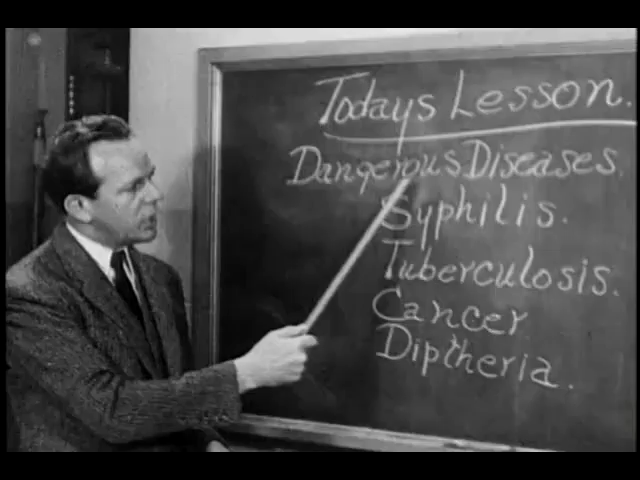 Todays Lesson.
Dangerous Diseases.
Syphilis.
Tuberculosis.
Cancer
Diptheria.